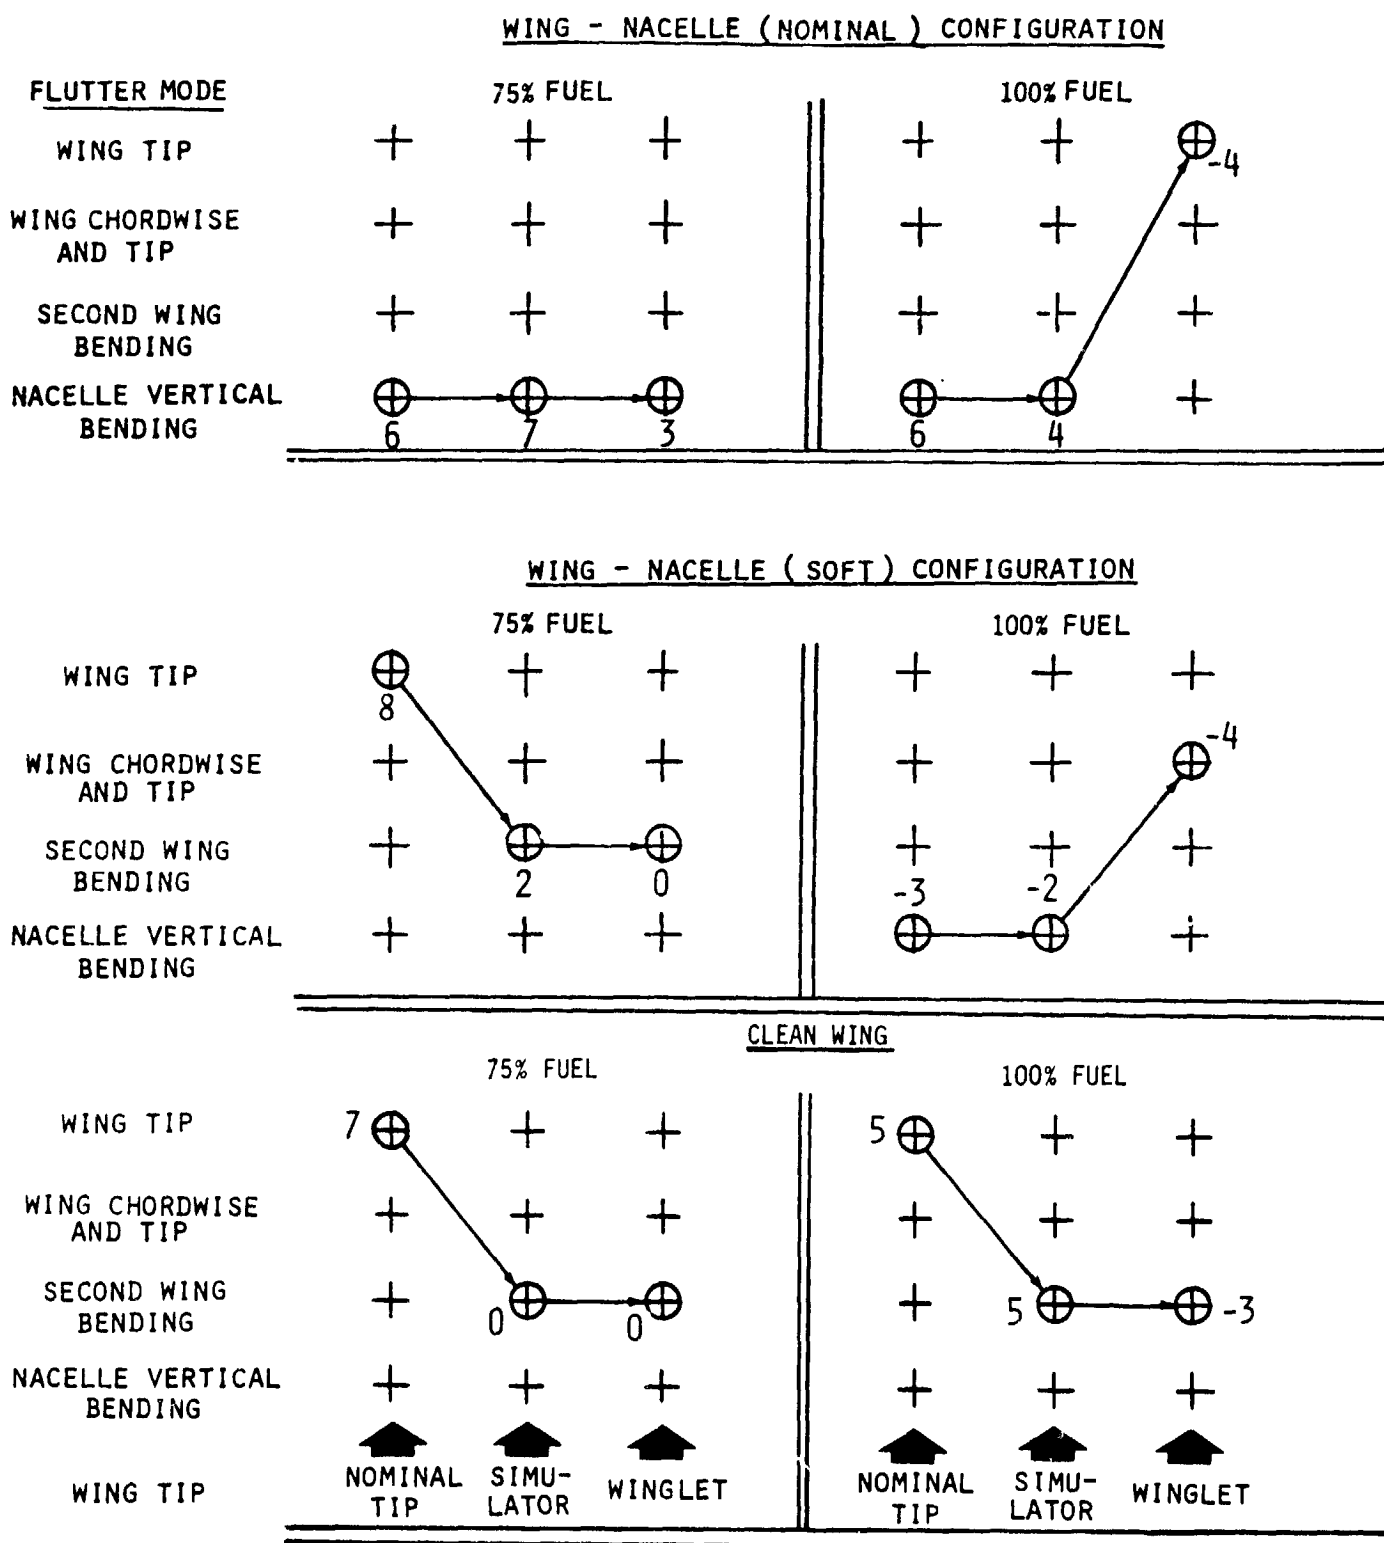 WING - NACELLE (NOMINAL) CONFIGURATION
FLUTTER MODE
75% FUEL
100% FUEL
WING TIP
-4
WING CHORDWISE
AND TIP
SECOND WING
BENDING
NACELLE VERTICAL
BENDING
6 7 3 6 4
WING - NACELLE (SOFT) CONFIGURATION
75% FUEL
100% FUEL
WING TIP
8
-4
WING CHORDWISE
AND TIP
SECOND WING
BENDING
2 0 -3 -2
NACELLE VERTICAL
BENDING
CLEAN WING
75% FUEL
100% FUEL
WING TIP
7
5
WING CHORDWISE
AND TIP
SECOND WING
BENDING
0 0 5 -3
NACELLE VERTICAL
BENDING
WING TIP
NOMINAL
TIP
SIMU-
LATOR
WINGLET
NOMINAL
TIP
SIMU-
LATOR
WINGLET